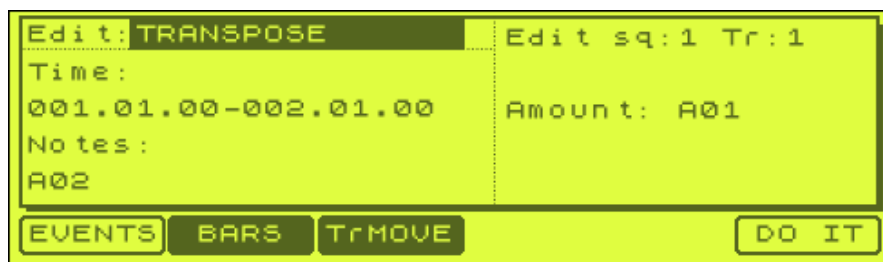 Edit:TRANSPOSE
Edit sq:1 Tr:1
Time:
001.01.00-002.01.00
Amount: A01
Notes:
A02
EVENTS BARS TrMOVE DO IT